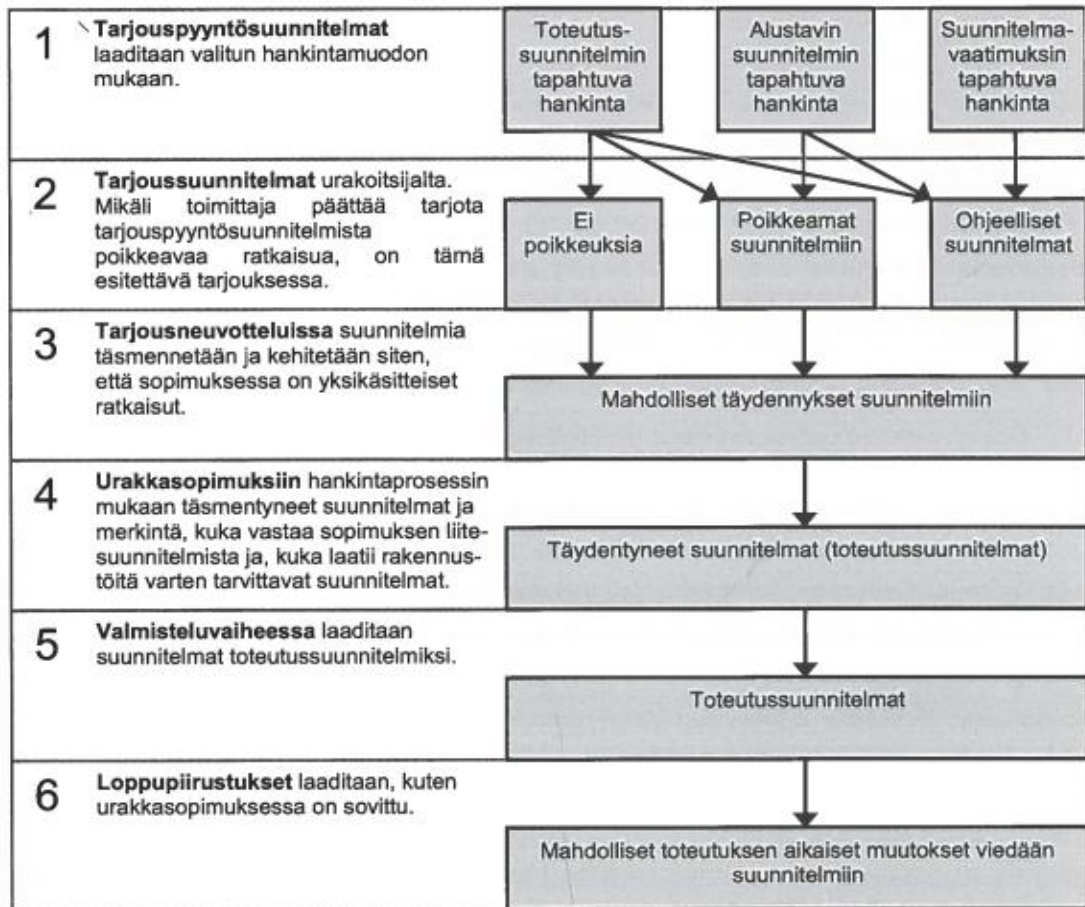 1
Tarjouspyyntösuunnitelmat
laaditaan valitun hankintamuodon
mukaan.
Toteutus-
suunnitelmin
tapahtuva
hankinta
Alustavin
suunnitelmin
tapahtuva
hankinta
Suunnitelma-
vaatimuksin
tapahtuva
hankinta
2
Tarjoussuunnitelmat urakoitsijalta.
Mikäli toimittaja päättää tarjota
tarjouspyyntösuunnitelmista
poikkeavaa ratkaisua, on tämä
esitettävä tarjouksessa.
Ei
poikkeuksia
Poikkeamat
suunnitelmiin
Ohjeelliset
suunnitelmat
3
Tarjousneuvotteluissa suunnitelmia
täsmennetään ja kehitetään siten,
että sopimuksessa on yksikäsitteiset
ratkaisut.
Mahdolliset täydennykset suunnitelmiin
4
Urakkasopimuksiin hankintaprosessin
mukaan täsmentyneet suunnitelmat ja
merkintä, kuka vastaa sopimuksen liite-
suunnitelmista ja, kuka laatii rakennus-
töitä varten tarvittavat suunnitelmat.
Täydentyneet suunnitelmat (toteutussuunnitelmat)
5
Valmisteluvaiheessa laaditaan
suunnitelmat toteutussuunnitelmiksi.
Toteutussuunnitelmat
6
Loppupiirustukset laaditaan, kuten
urakkasopimuksessa on sovittu.
Mahdolliset toteutuksen aikaiset muutokset viedään
suunnitelmiin